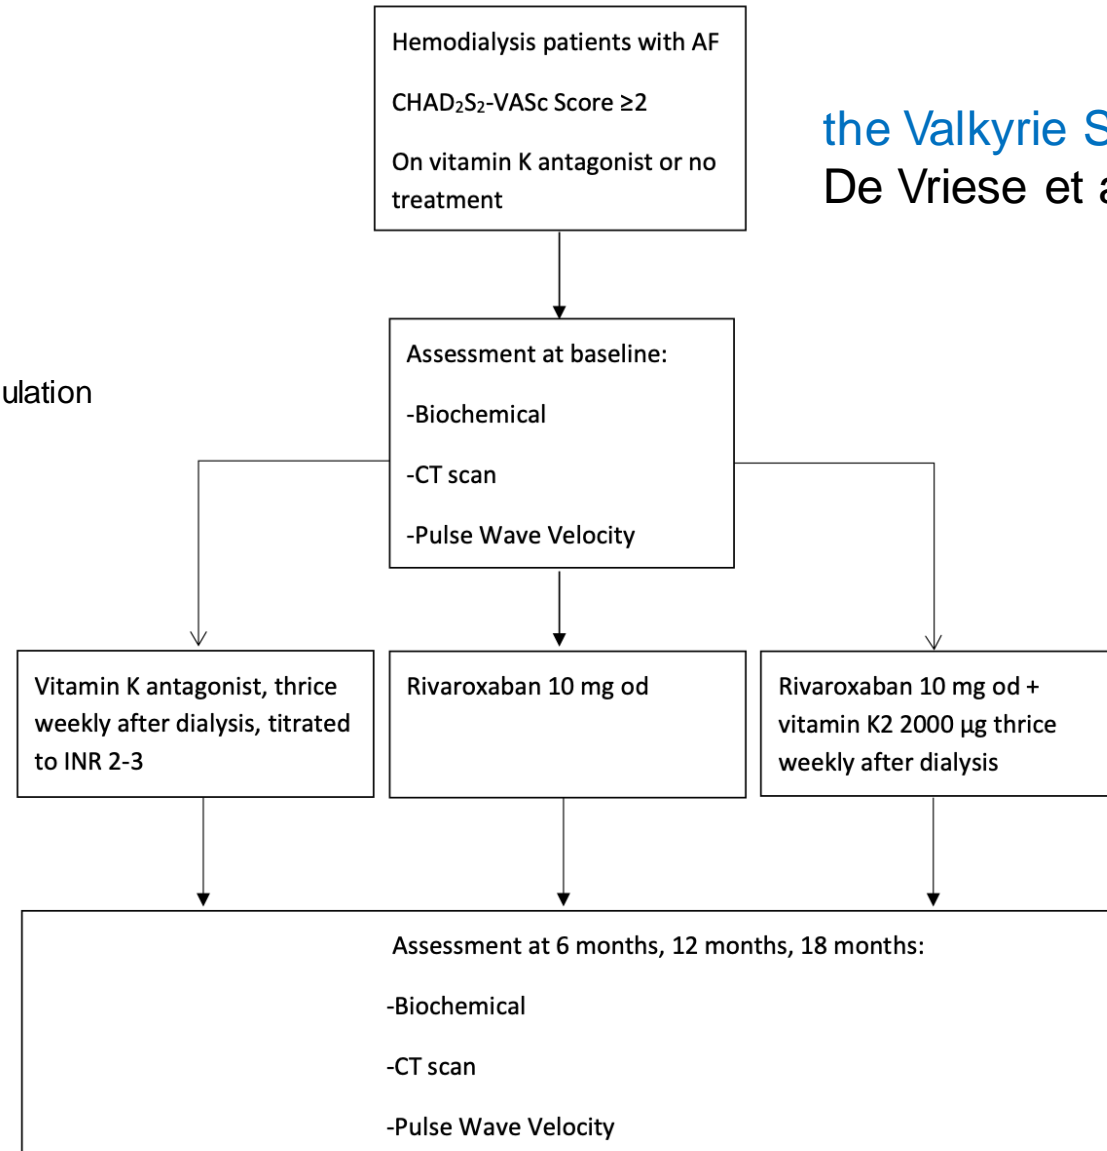 Hemodialysis patients with AF
CHAD₂S₂-VASc Score ≥2
On vitamin K antagonist or no
treatment
the Valkyrie S
De Vriese et a
ulation
Assessment at baseline:
-Biochemical
-CT scan
-Pulse Wave Velocity
Vitamin K antagonist, thrice
weekly after dialysis, titrated
to INR 2-3
Rivaroxaban 10 mg od
Rivaroxaban 10 mg od +
vitamin K2 2000 µg thrice
weekly after dialysis
Assessment at 6 months, 12 months, 18 months:
-Biochemical
-CT scan
-Pulse Wave Velocity